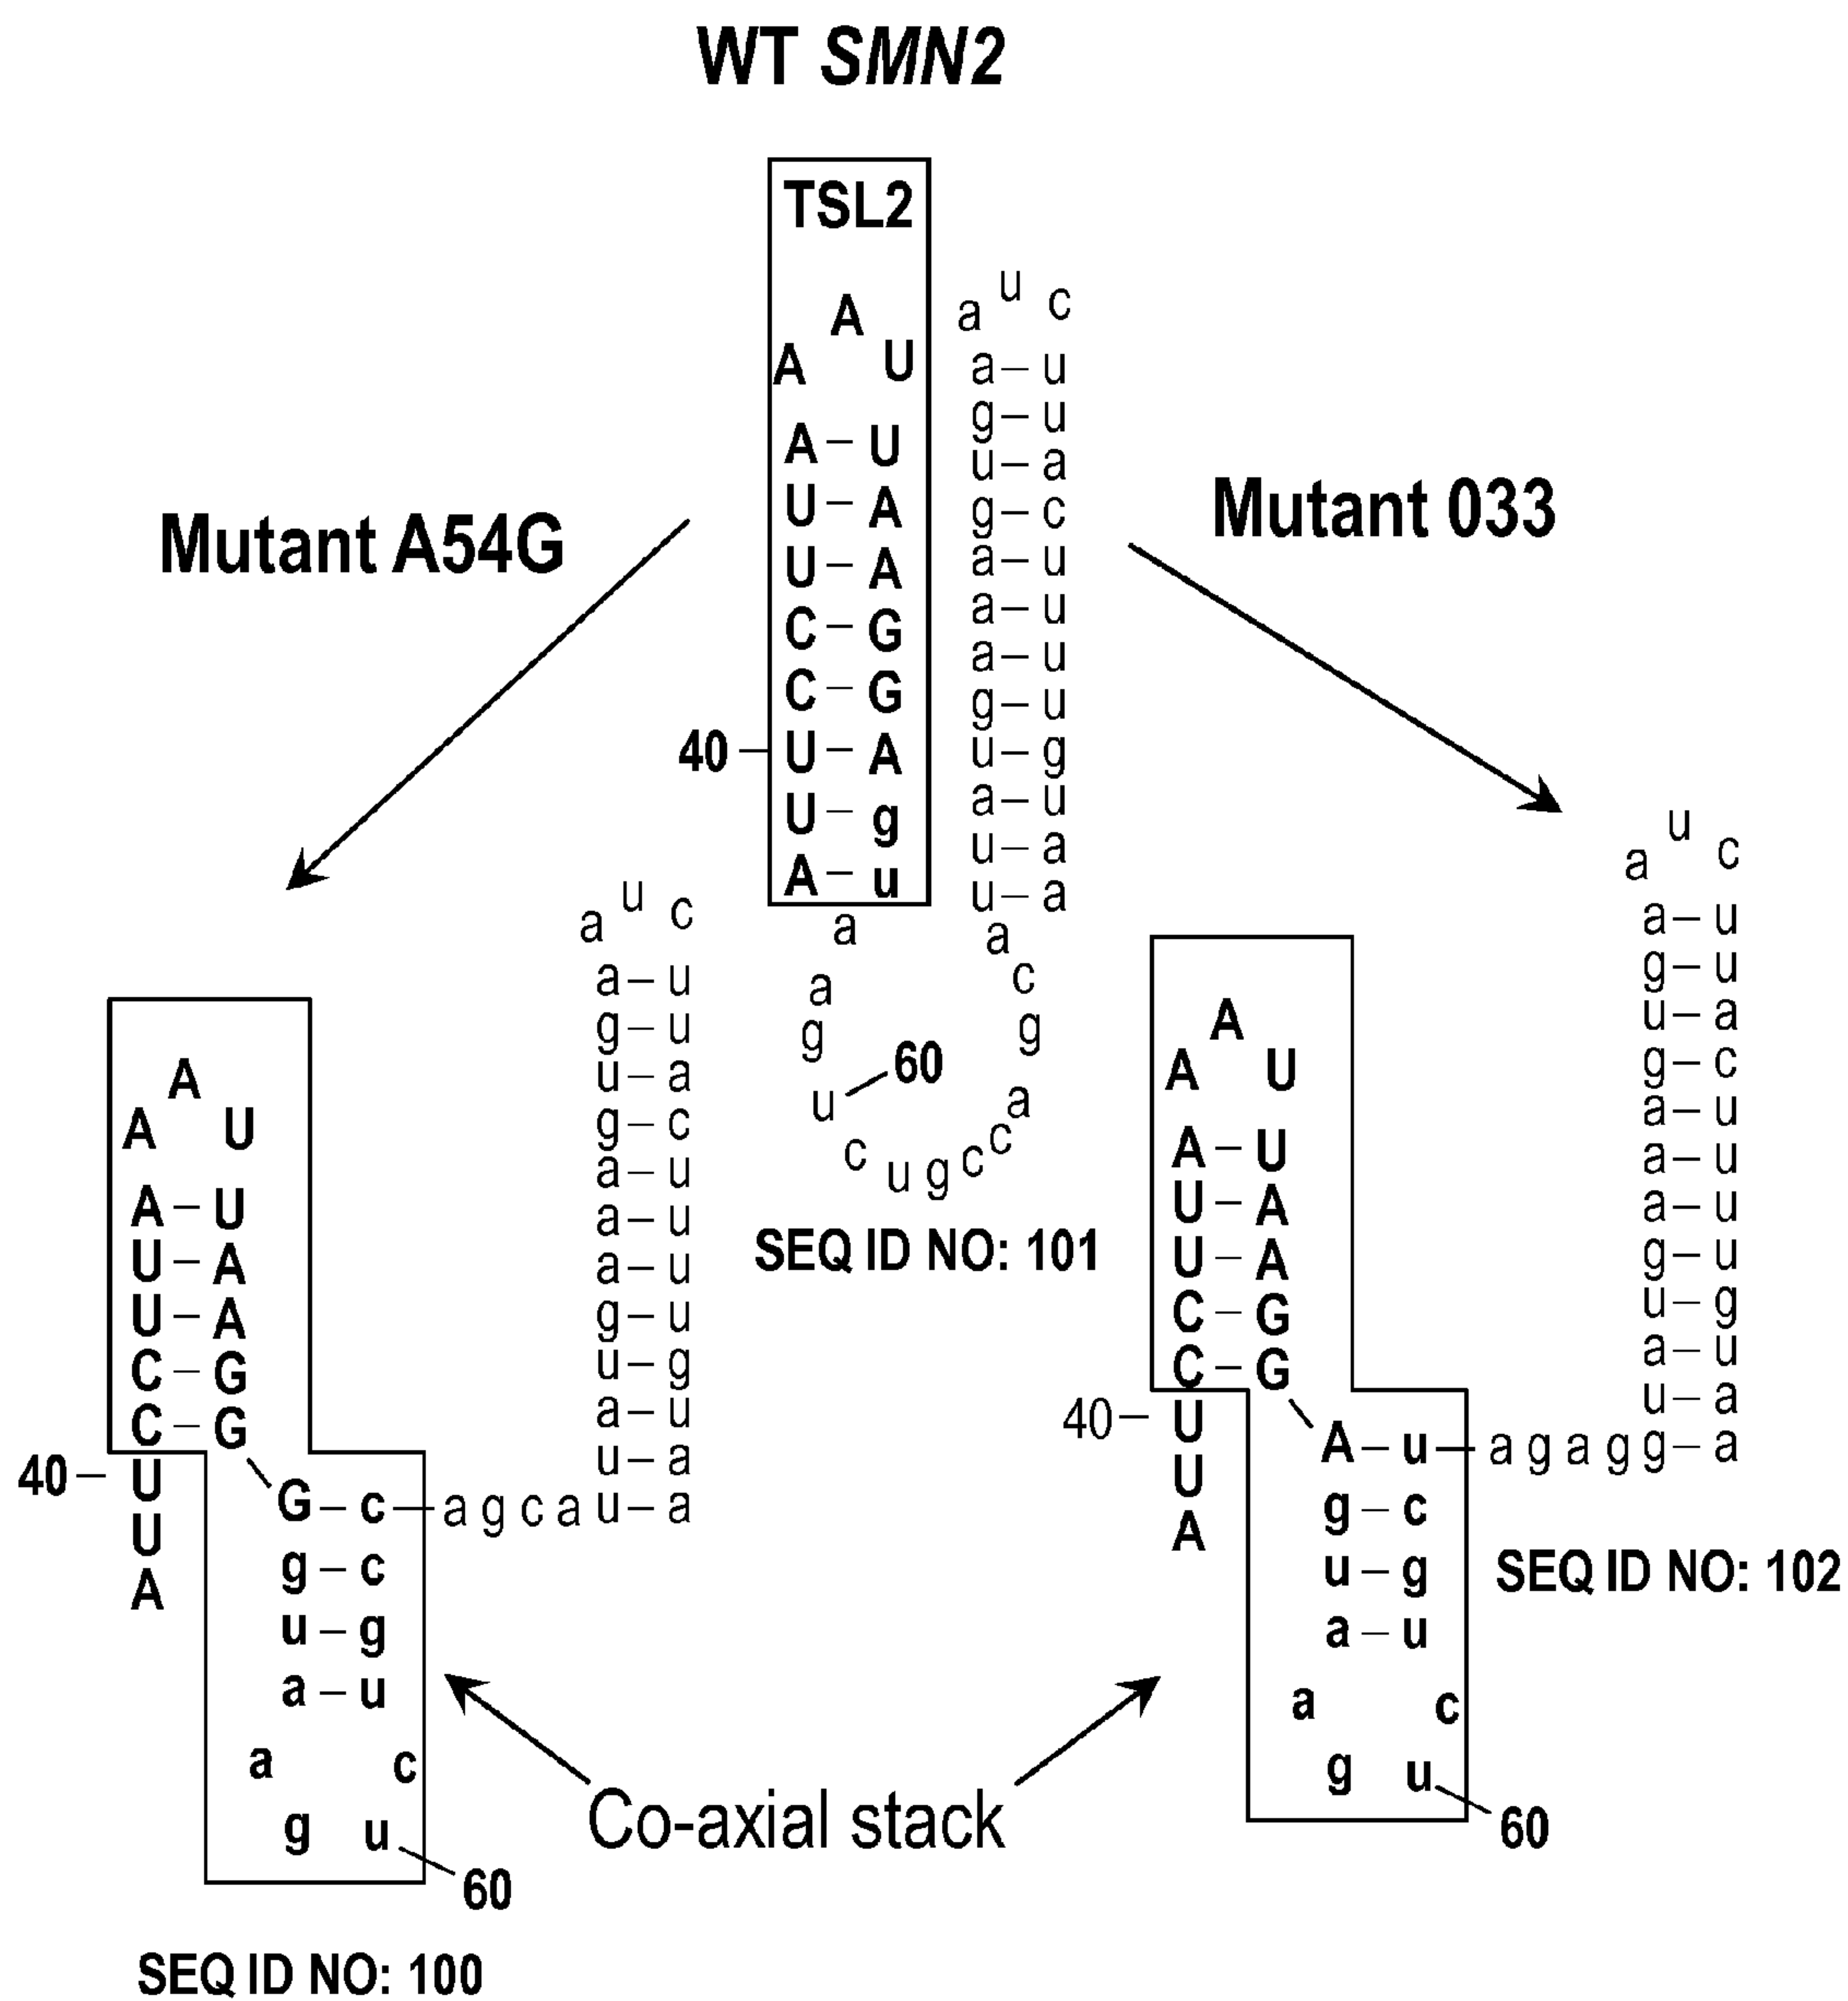 WT SMN2
TSL2
A
A U
A – U
U – A
U – A
C – G
C – G
40 – U – A
U – g
A – u
u
a c
a – u
g – u
u – a
g – c
a – u
a – u
a – u
g – u
u – g
a – u
u – a
u – a
a a
a c
g g
u 60 a
c u g c c
SEQ ID NO: 101
Mutant A54G
A
A U
A – U
U – A
U – A
C – G
C – G
40 – U
U
A
G – c – a g c a u – a
g – c
u – g
a – u
a c
g u
60
u
a c
a – u
g – u
u – a
g – c
a – u
a – u
a – u
g – u
u – g
a – u
u – a
SEQ ID NO: 100
Mutant 033
A
A U
A – U
U – A
U – A
C – G
C – G
40 – U
U
A
A – u – a g a g g – a
g – c
u – g
a – u
a c
g u
60
u
a c
a – u
g – u
u – a
g – c
a – u
a – u
a – u
g – u
u – g
a – u
u – a
SEQ ID NO: 102
Co-axial stack